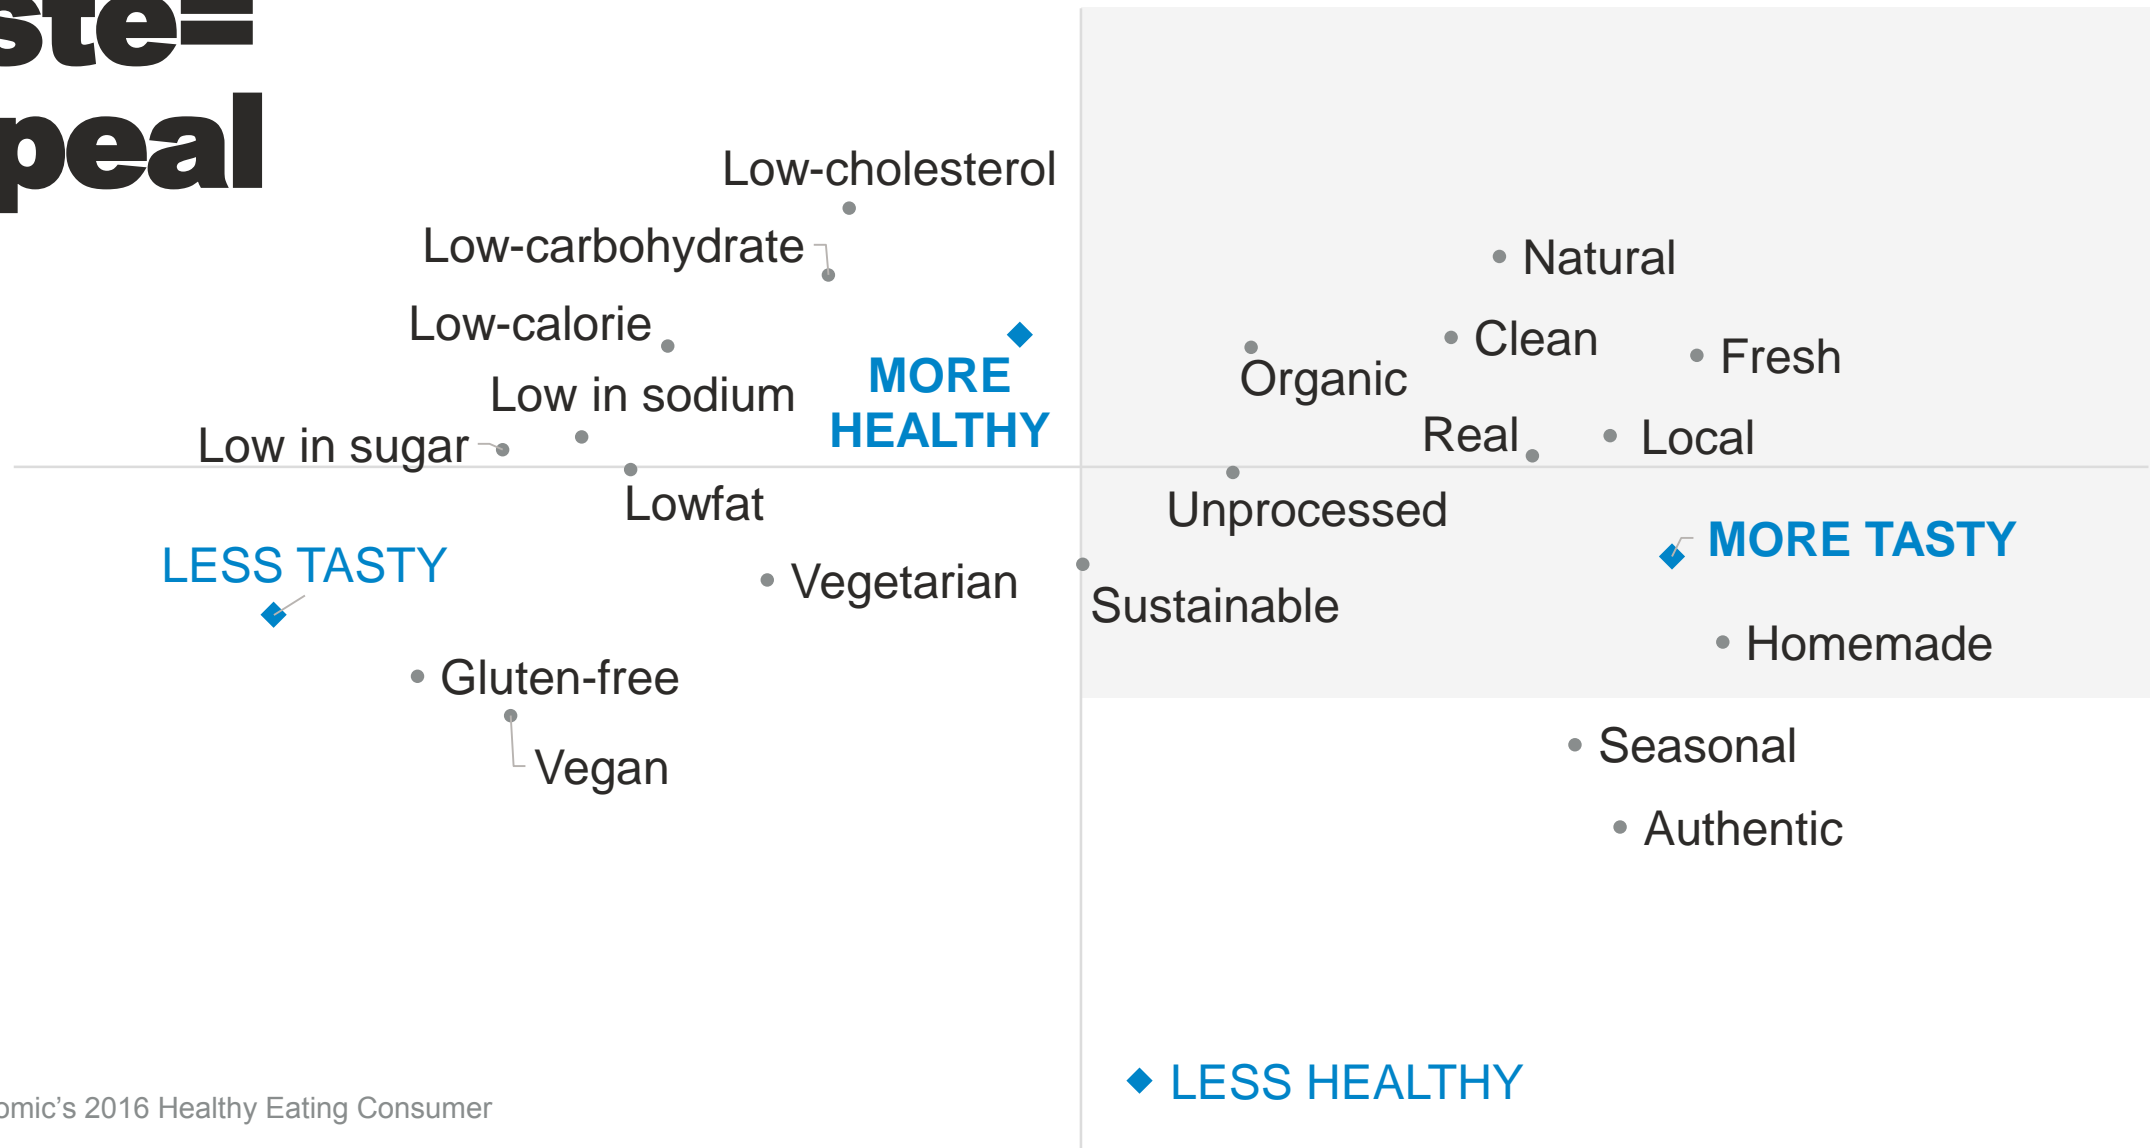 ste=
peal
Low-cholesterol
Low-carbohydrate
Natural
Low-calorie
Clean
Fresh
MORE
HEALTHY
Organic
Low in sodium
Real
Local
Low in sugar
Lowfat
Unprocessed
MORE TASTY
LESS TASTY
Vegetarian
Sustainable
Homemade
Gluten-free
Seasonal
Vegan
Authentic
LESS HEALTHY
omic’s 2016 Healthy Eating Consumer